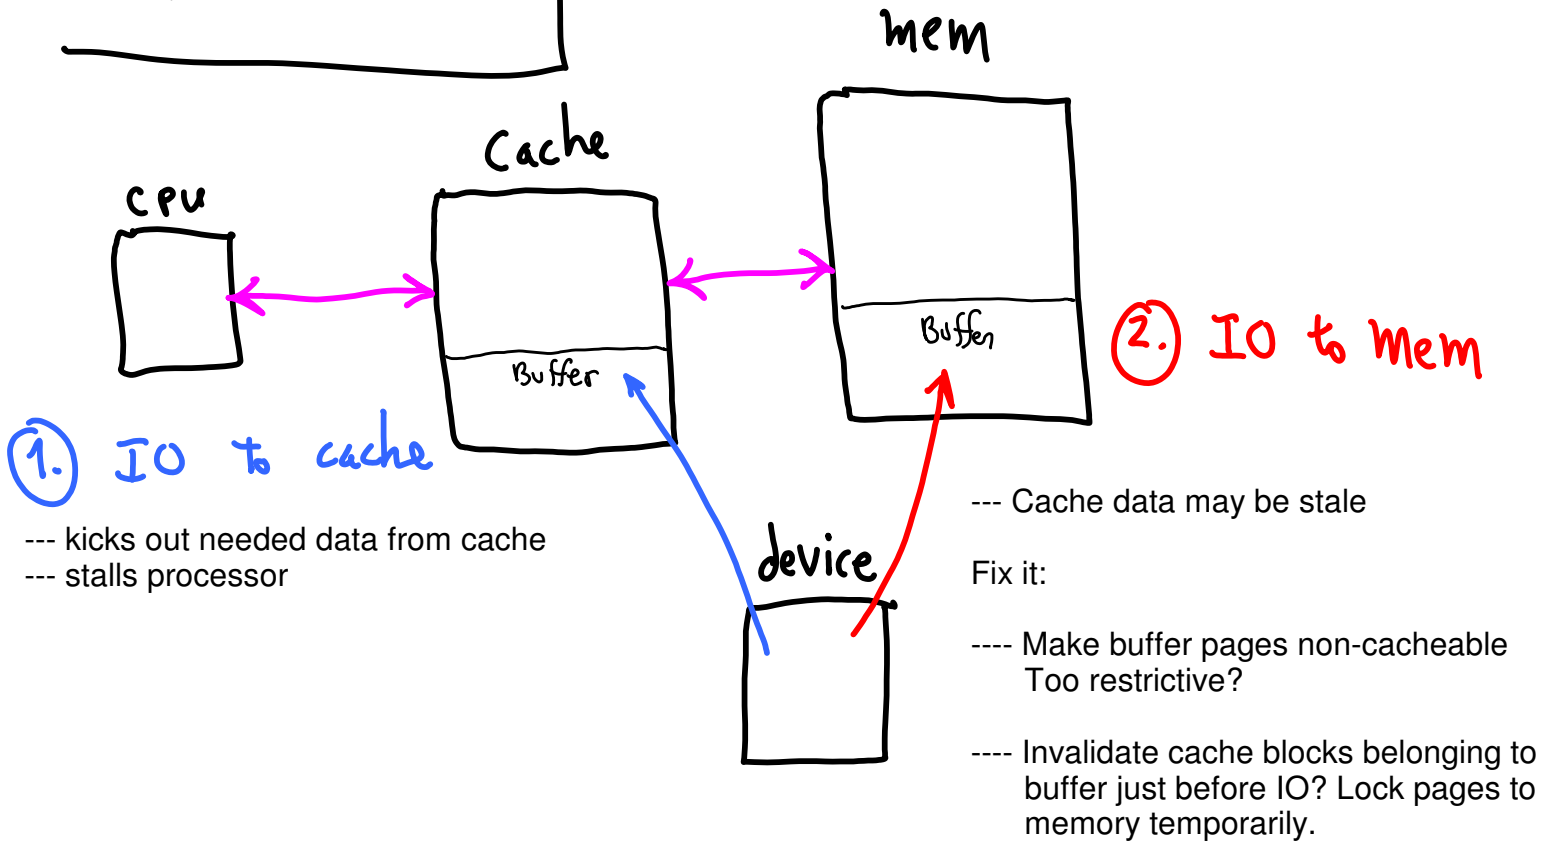 mem
Cache
CPU
Buffer
Buffer
2. IO to Mem
1. IO to cache
--- kicks out needed data from cache
--- stalls processor
device
--- Cache data may be stale
Fix it:
---- Make buffer pages non-cacheable
Too restrictive?
---- Invalidate cache blocks belonging to
buffer just before IO? Lock pages to
memory temporarily.